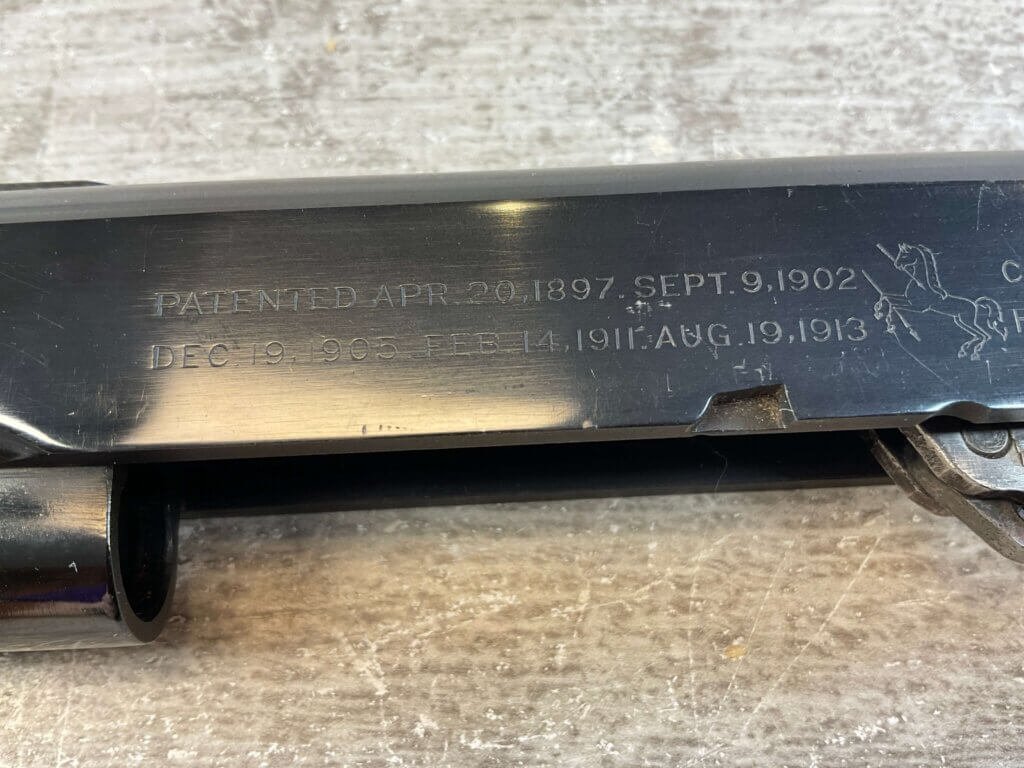 PATENTED APR. 20,1897. SEPT. 9,1902
DEC 19,1905 FEB 14,1911. AUG. 19,1913